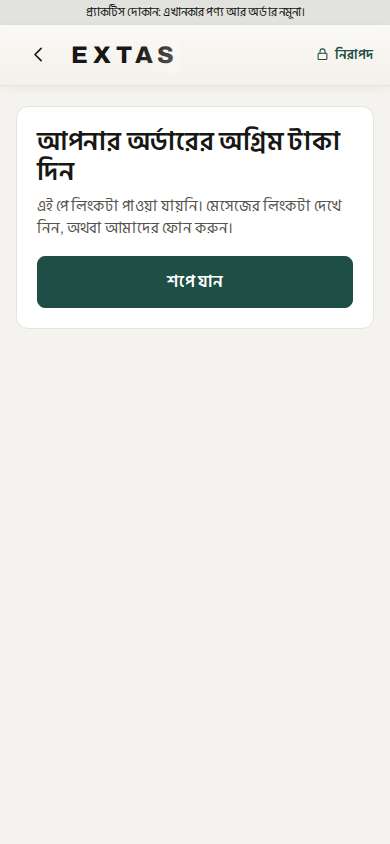 প্র্যাকটিস দোকান: এখানকার পণ্য আর অর্ডার নমুনা।
EXTAS
নিরাপদ
আপনার অর্ডারের অগ্রিম টাকা
দিন
এই পে লিংকটা পাওয়া যায়নি। মেসেজের লিংকটা দেখে
নিন, অথবা আমাদের ফোন করুন।
শপে যান